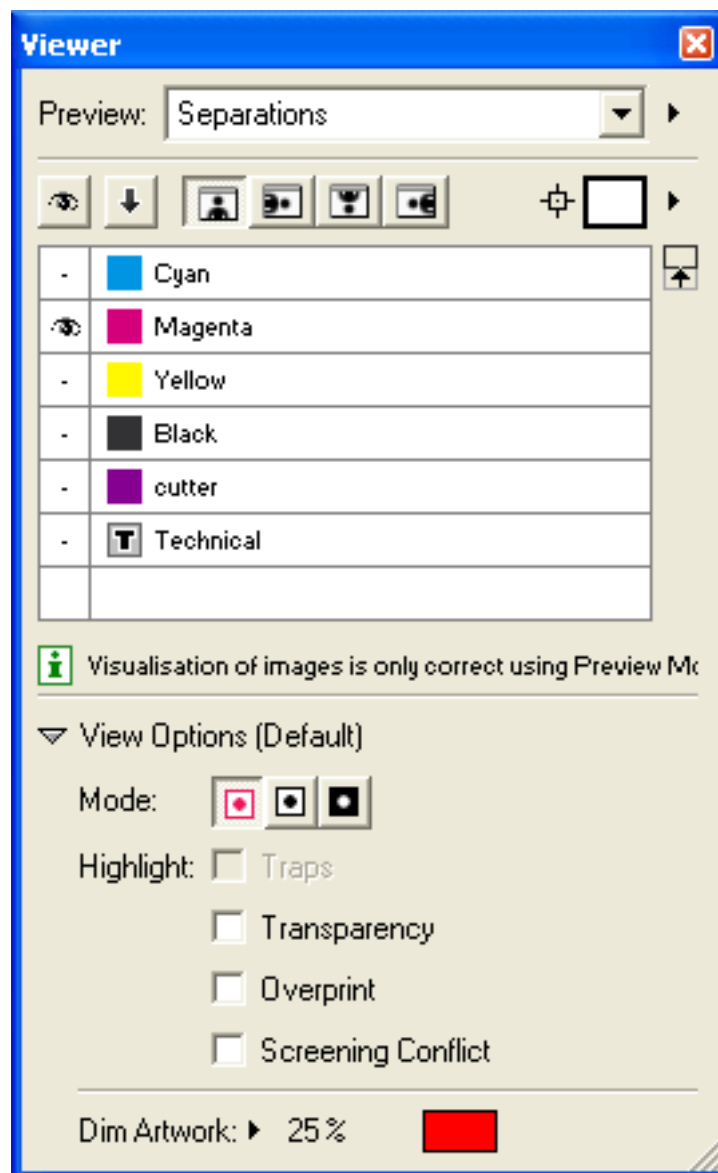 Viewer
Preview: Separations
Cyan
Magenta
Yellow
Black
cutter
T Technical
i Visualisation of images is only correct using Preview Mo
View Options (Default)
Mode:
Highlight: Traps
Transparency
Overprint
Screening Conflict
Dim Artwork: 25%